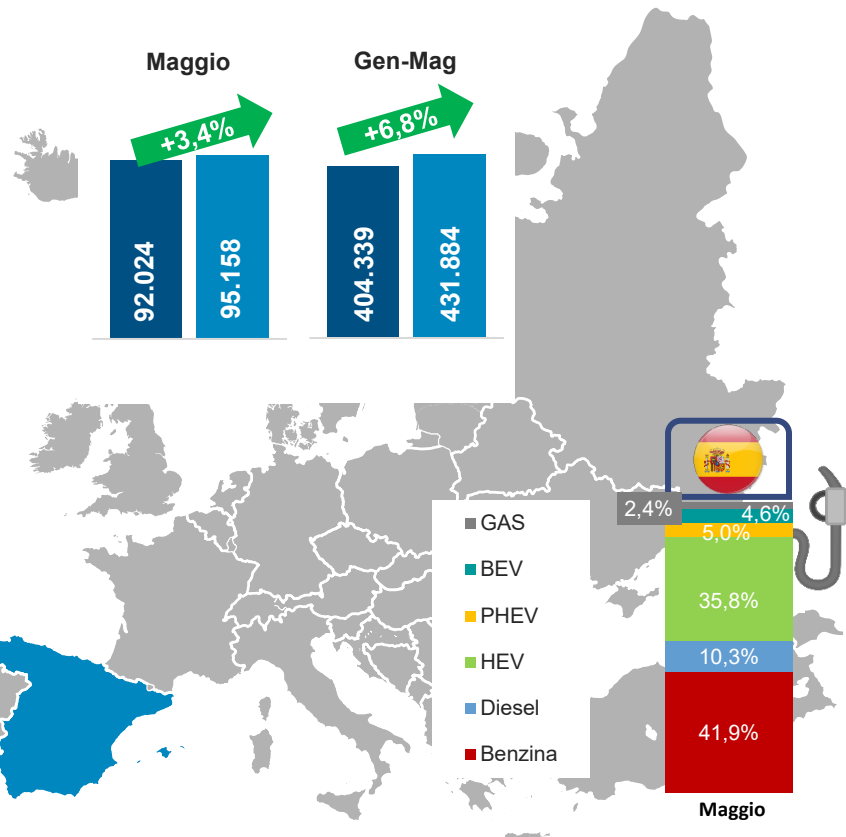 Maggio
Gen-Mag
+3,4%
+6,8%
92.024
95.158
404.339
431.884
2,4%
4,6%
5,0%
35,8%
10,3%
41,9%
GAS
BEV
PHEV
HEV
Diesel
Benzina
Maggio